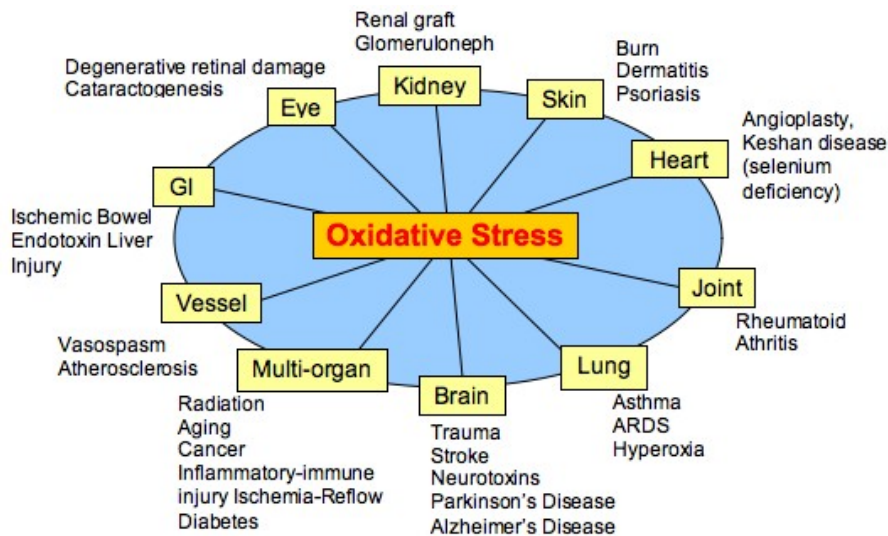 Renal graft
Glomeruloneph
Kidney
Burn
Dermatitis
Psoriasis
Skin
Degenerative retinal damage
Cataractogenesis
Eye
Angioplasty,
Keshan disease
(selenium
deficiency)
Heart
GI
Ischemic Bowel
Endotoxin Liver
Injury
Oxidative Stress
Joint
Rheumatoid
Athritis
Vessel
Vasospasm
Atherosclerosis
Multi-organ
Radiation
Aging
Cancer
Inflammatory-immune
injury Ischemia-Reflow
Diabetes
Brain
Trauma
Stroke
Neurotoxins
Parkinson's Disease
Alzheimer's Disease
Lung
Asthma
ARDS
Hyperoxia